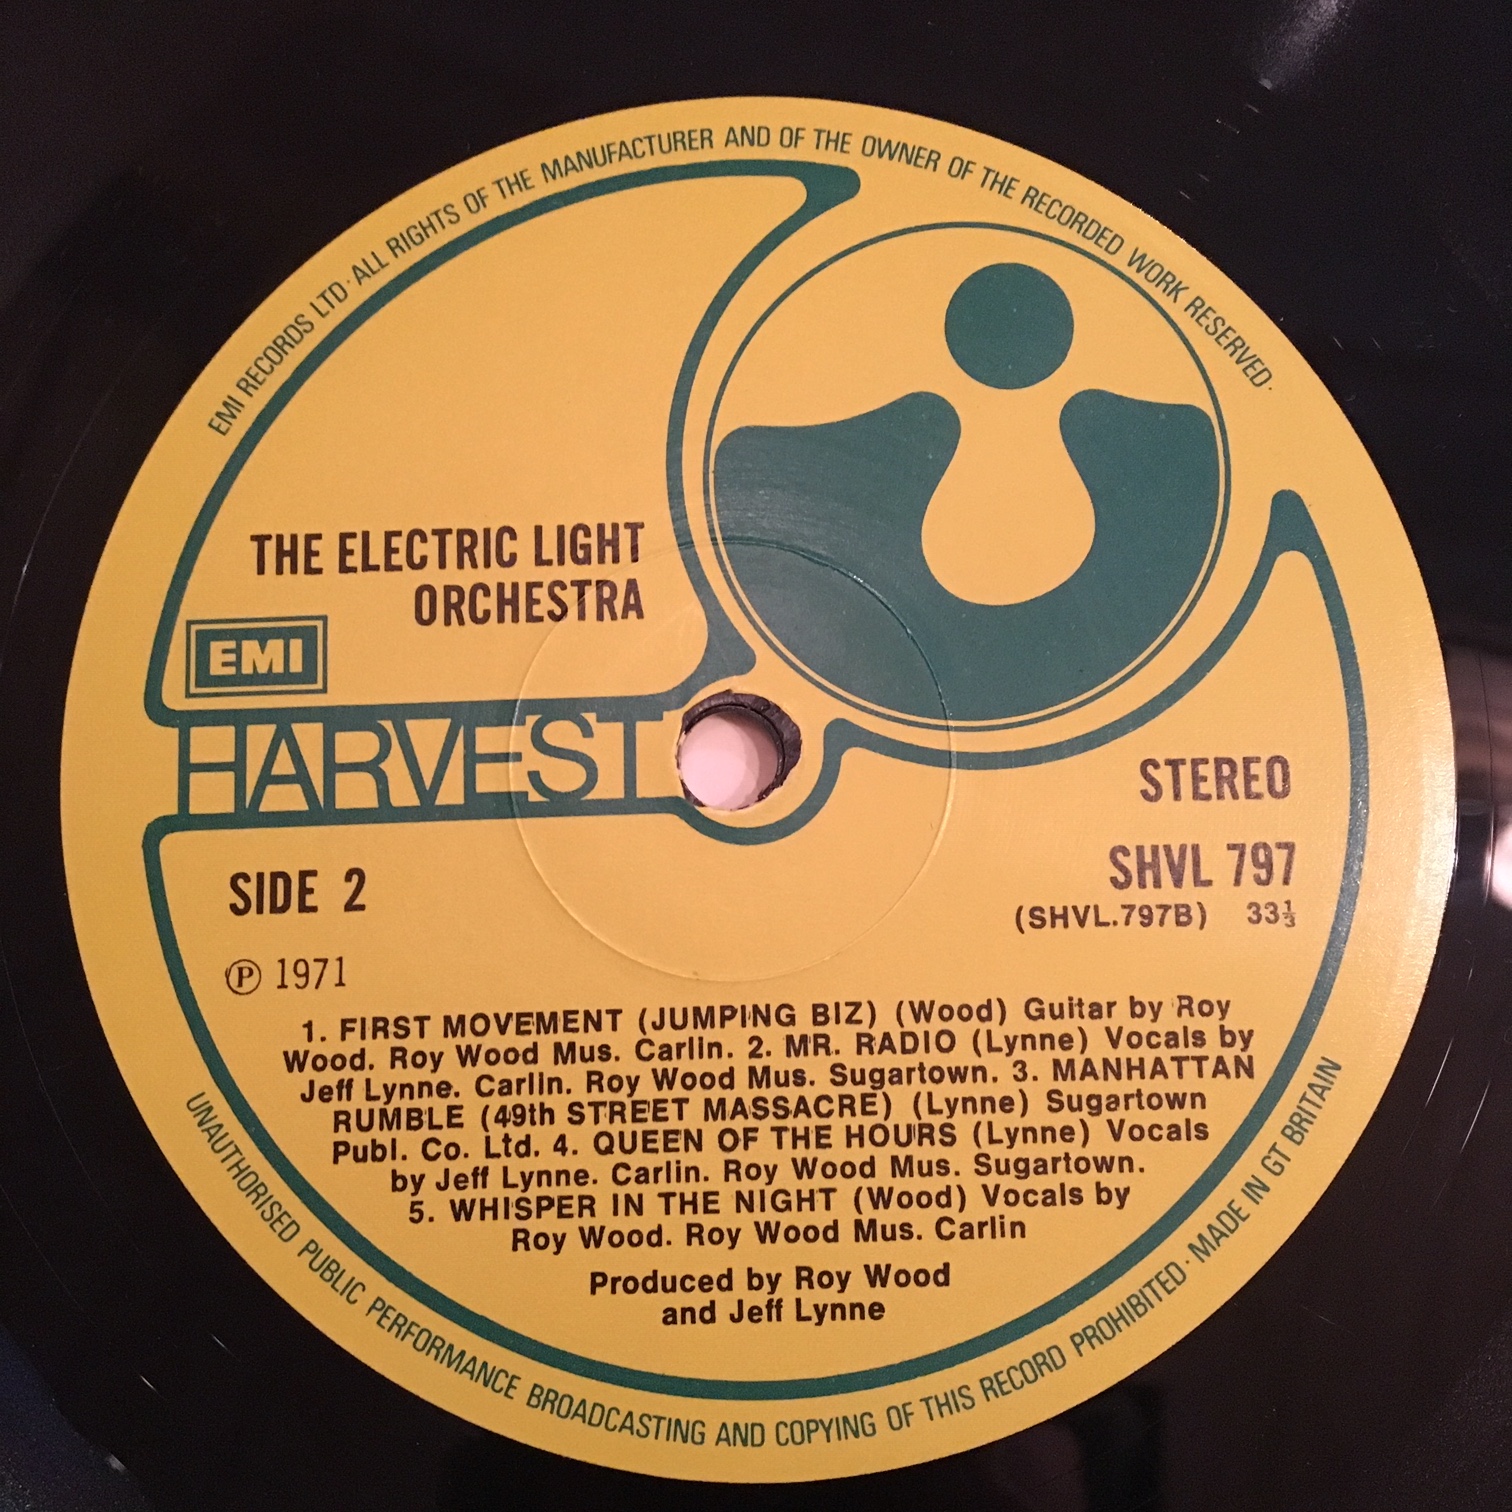 EMI RECORDS LTD · ALL RIGHTS OF THE MANUFACTURER AND OF THE OWNER OF THE RECORDED WORK RESERVED ·
THE ELECTRIC LIGHT
ORCHESTRA
EMI
HARVEST
STEREO
SHVL 797
(SHVL.797B) 33⅓
SIDE 2
℗ 1971
1. FIRST MOVEMENT (JUMPING BIZ) (Wood) Guitar by Roy
Wood. Roy Wood Mus. Carlin. 2. MR. RADIO (Lynne) Vocals by
Jeff Lynne. Carlin. Roy Wood Mus. Sugartown. 3. MANHATTAN
RUMBLE (49th STREET MASSACRE) (Lynne) Sugartown
Publ. Co. Ltd. 4. QUEEN OF THE HOURS (Lynne) Vocals
by Jeff Lynne. Carlin. Roy Wood Mus. Sugartown.
5. WHISPER IN THE NIGHT (Wood) Vocals by
Roy Wood. Roy Wood Mus. Carlin
Produced by Roy Wood
and Jeff Lynne
UNAUTHORISED PUBLIC PERFORMANCE BROADCASTING AND COPYING OF THIS RECORD PROHIBITED · MADE IN GT BRITAIN